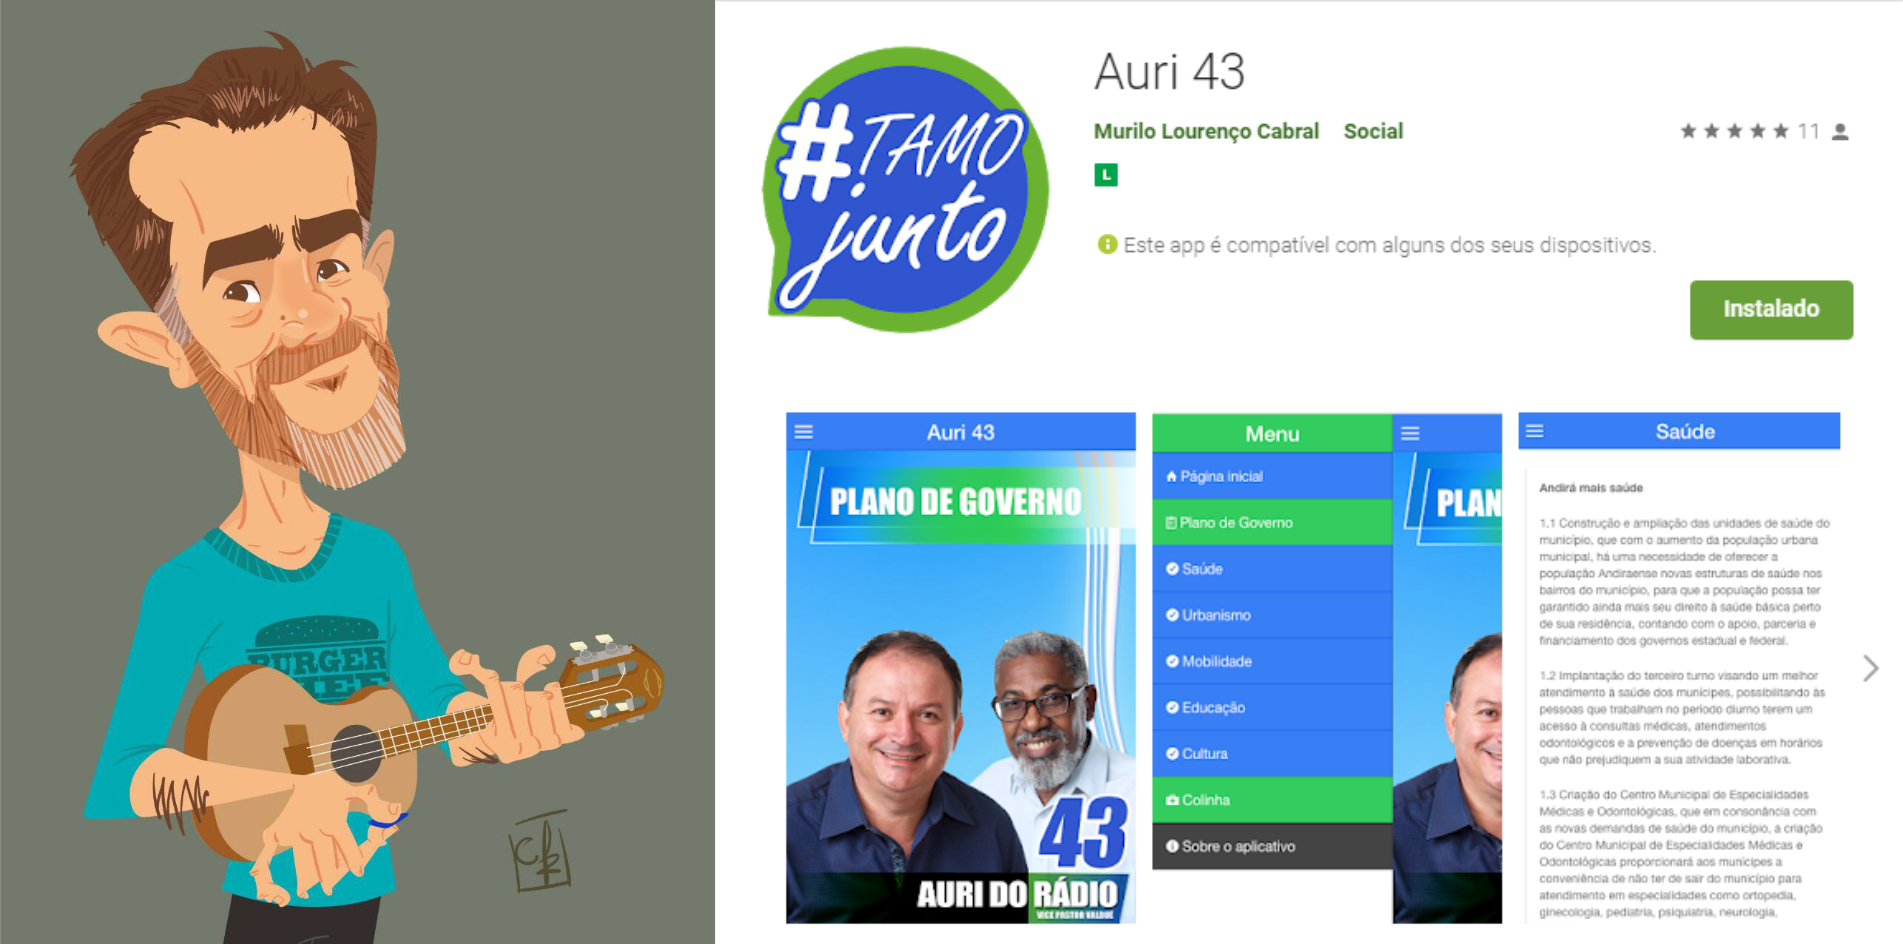 BURGER
CK
#TAMO
junto
Auri 43
Murilo Lourenço Cabral Social
11
L
Este app é compatível com alguns dos seus dispositivos.
Instalado
Auri 43
PLANO DE GOVERNO
43
AURI DO RÁDIO
VICE PASTOR VALDUE
Menu
Página inicial
Plano de Governo
Saúde
Urbanismo
Mobilidade
Educação
Cultura
Colinha
Sobre o aplicativo
PLAN
Saúde
Andirá mais saúde
1.1 Construção e ampliação das unidades de saúde do
município, que com o aumento da população urbana
municipal, há uma necessidade de oferecer a
população Andiraense novas estruturas de saúde nos
bairros do município, para que a população possa ter
garantido ainda mais seu direito à saúde básica perto
de sua residência, contando com o apoio, parceria e
financiamento dos governos estadual e federal.
1.2 Implantação do terceiro turno visando um melhor
atendimento à saúde dos munícipes, possibilitando às
pessoas que trabalham no período diurno terem um
acesso à consultas médicas, atendimentos
odontológicos e a prevenção de doenças em horários
que não prejudiquem a sua atividade laborativa.
1.3 Criação do Centro Municipal de Especialidades
Médicas e Odontológicas, que em consonância com
as novas demandas de saúde do município, a criação
do Centro Municipal de Especialidades Médicas e
Odontológicas proporcionará aos munícipes a
conveniência de não ter de sair do município para
atendimento em especialidades como ortopedia,
ginecologia, pediatria, psiquiatria, neurologia,